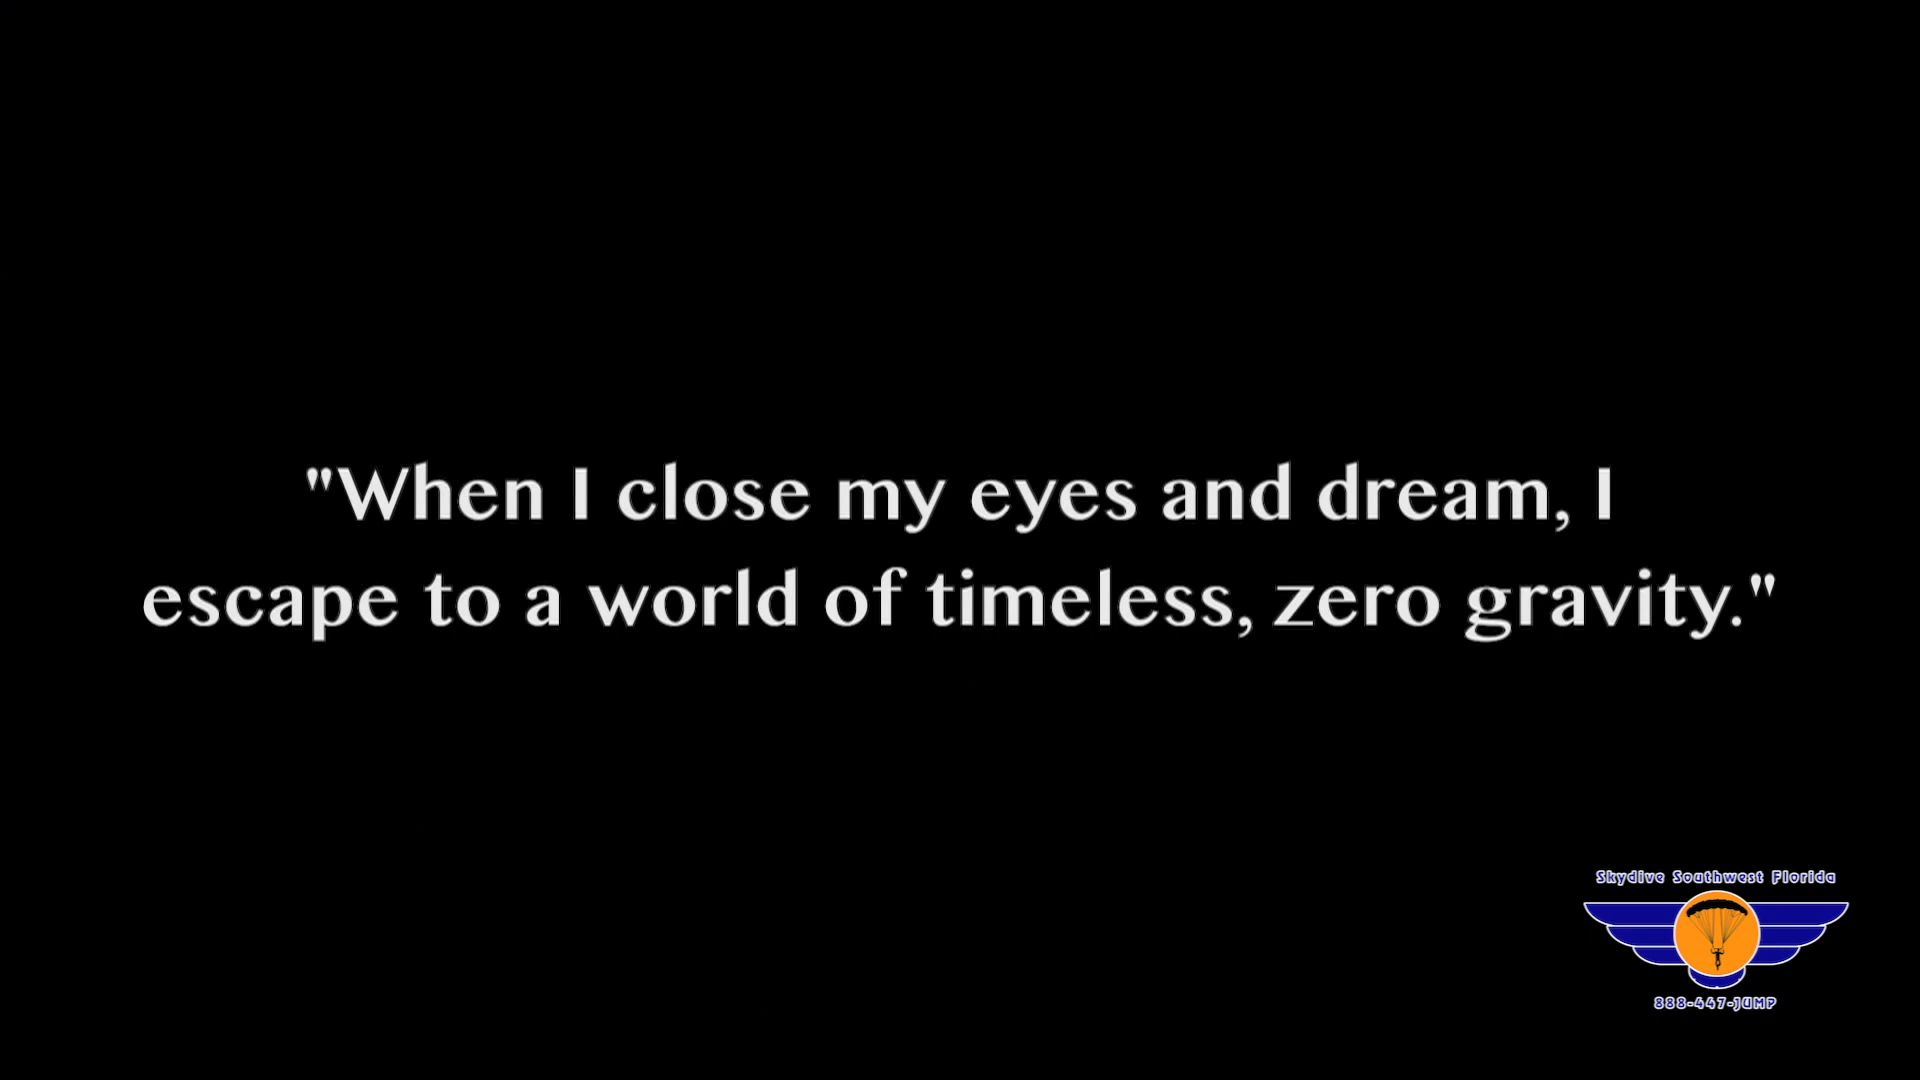 "When I close my eyes and dream, I
escape to a world of timeless, zero gravity."
Skydive Southwest Florida
888-447-JUMP